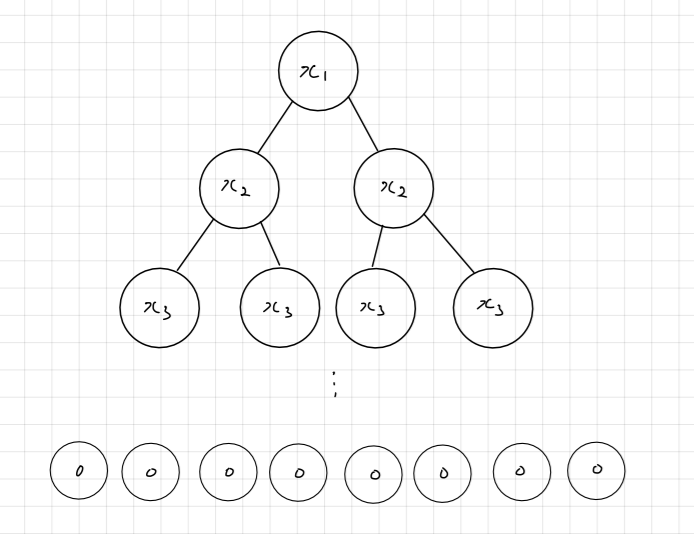 x₁
x₂ x₂
x₃ x₃ x₃ x₃
⋮
0 0 0 0 0 0 0 0